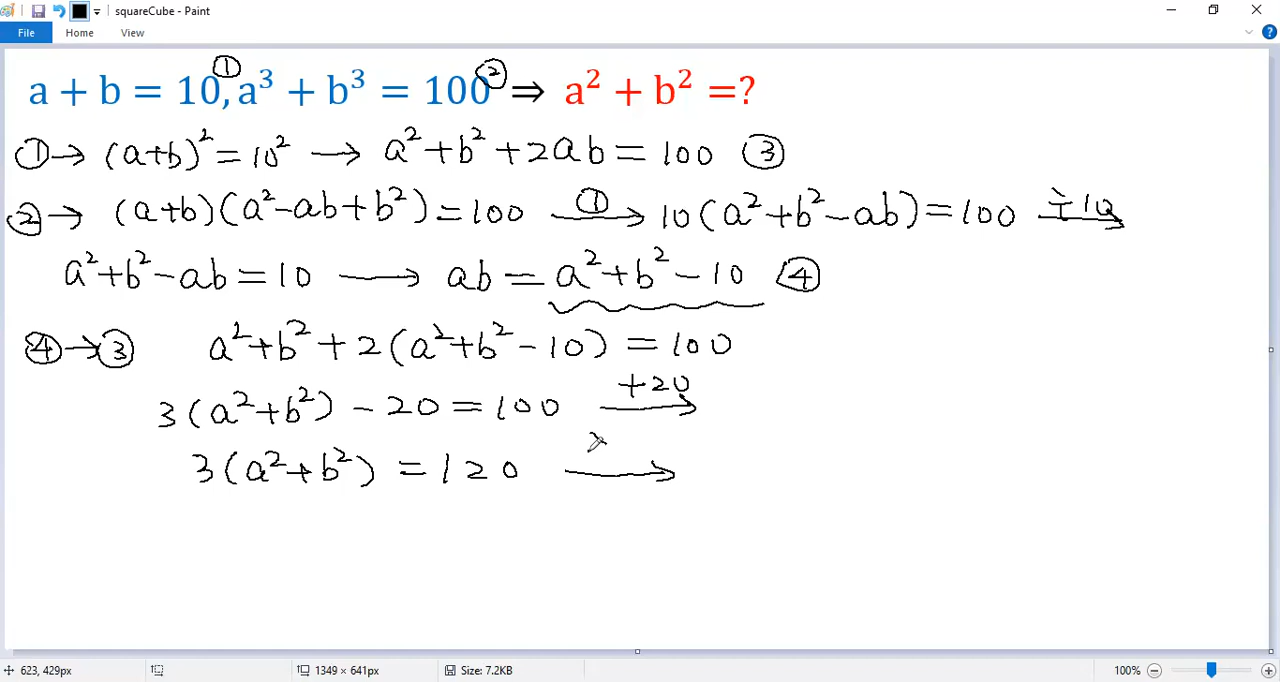 squareCube - Paint
File Home View
a + b = 10, ① a³ + b³ = 100 ② ⇒ a² + b² =?
① → (a+b)² = 10² → a² + b² + 2ab = 100 ③
② → (a+b)(a² - ab + b²) = 100 ① → 10(a² + b² - ab) = 100 ÷10 →
a² + b² - ab = 10 → ab = a² + b² - 10 ④
④ → ③ a² + b² + 2(a² + b² - 10) = 100
3(a² + b²) - 20 = 100 +20 →
3(a² + b²) = 120 →
623, 429px 1349 × 641px Size: 7.2KB 100%